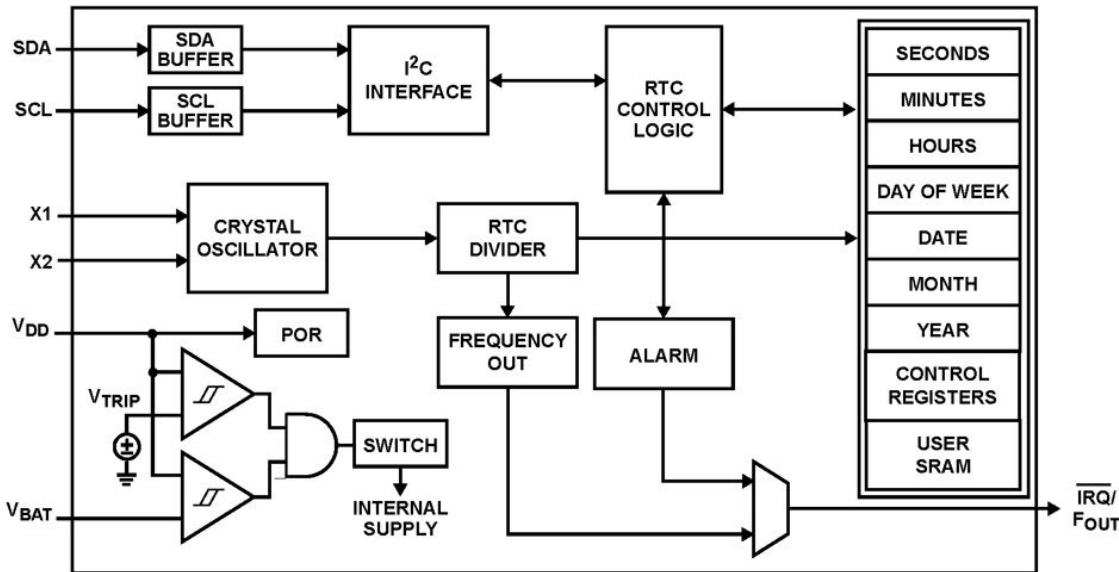 SDA
SDA
BUFFER
SCL
SCL
BUFFER
I²C
INTERFACE
RTC
CONTROL
LOGIC
SECONDS
MINUTES
HOURS
DAY OF WEEK
DATE
MONTH
YEAR
CONTROL
REGISTERS
USER
SRAM
X1
X2
CRYSTAL
OSCILLATOR
RTC
DIVIDER
FREQUENCY
OUT
ALARM
VDD
POR
VTRIP
±
SWITCH
INTERNAL
SUPPLY
VBAT
IRQ/
FOUT